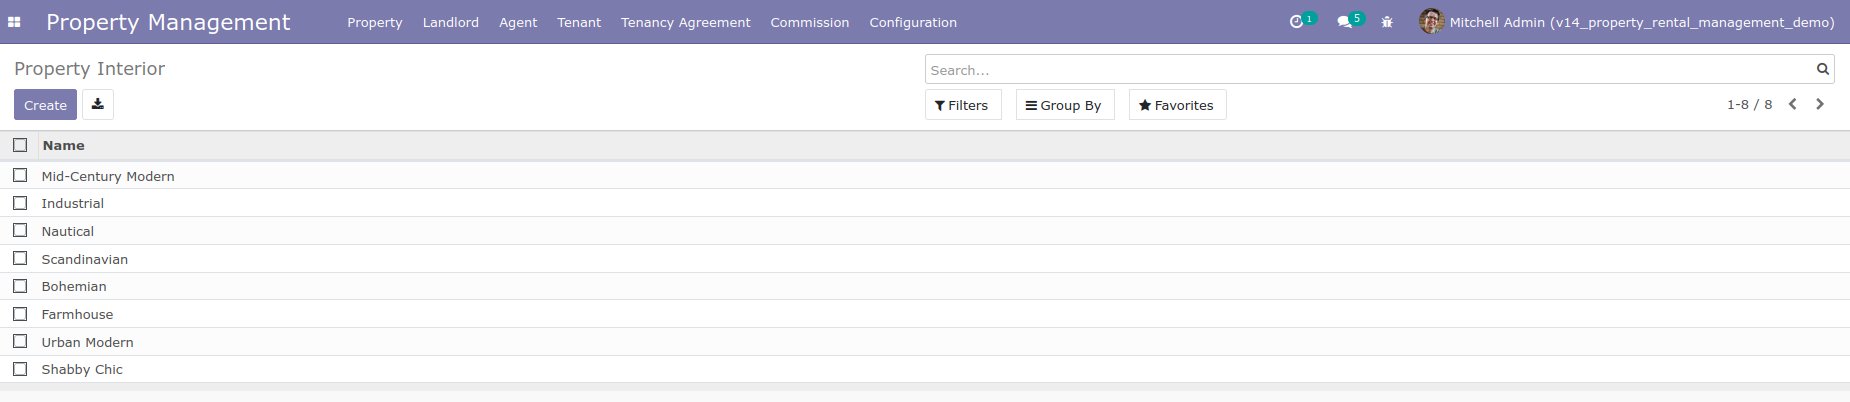 Property Management Property Landlord Agent Tenant Tenancy Agreement Commission Configuration 1 5 Mitchell Admin (v14_property_rental_management_demo)
Property Interior
Search...
Create
Filters Group By Favorites 1-8 / 8
Name
Mid-Century Modern
Industrial
Nautical
Scandinavian
Bohemian
Farmhouse
Urban Modern
Shabby Chic